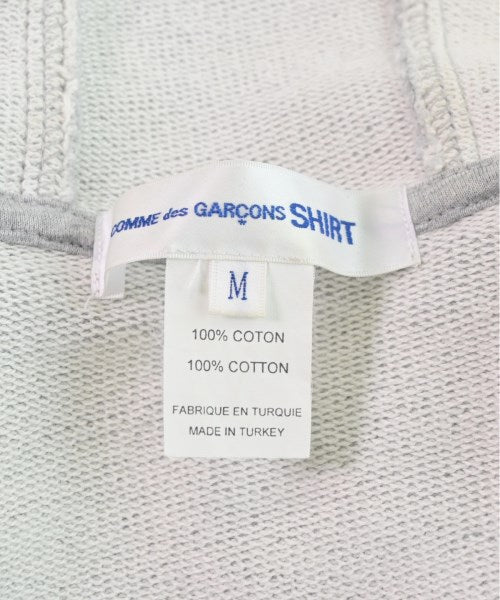 COMME des GARÇONS SHIRT
M
100% COTON
100% COTTON
FABRIQUE EN TURQUIE
MADE IN TURKEY